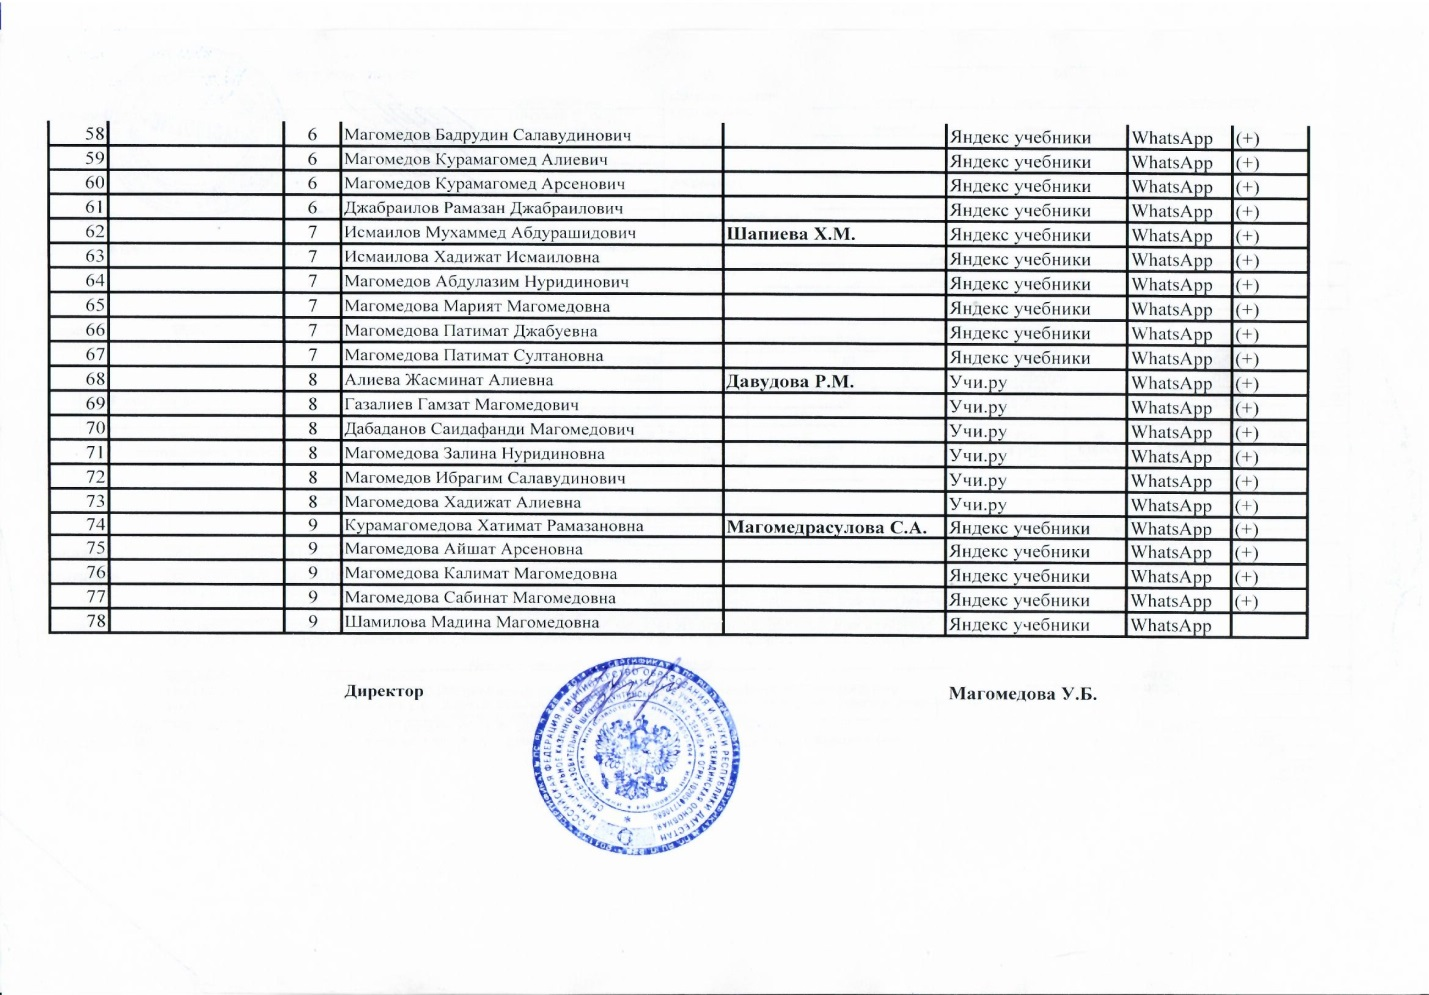 58 6 Магомедов Бадрудин Салавудинович Яндекс учебники WhatsApp (+)
59 6 Магомедов Курамагомед Алиевич Яндекс учебники WhatsApp (+)
60 6 Магомедов Курамагомед Арсенович Яндекс учебники WhatsApp (+)
61 6 Джабраилов Рамазан Джабраилович Яндекс учебники WhatsApp (+)
62 7 Исмаилов Мухаммед Абдурашидович Шапиева Х.М. Яндекс учебники WhatsApp (+)
63 7 Исмаилова Хадижат Исмаиловна Яндекс учебники WhatsApp (+)
64 7 Магомедов Абдулазим Нуридинович Яндекс учебники WhatsApp (+)
65 7 Магомедова Марият Магомедовна Яндекс учебники WhatsApp (+)
66 7 Магомедова Патимат Джабуевна Яндекс учебники WhatsApp (+)
67 7 Магомедова Патимат Султановна Яндекс учебники WhatsApp (+)
68 8 Алиева Жасминат Алиевна Давудова Р.М. Учи.ру WhatsApp (+)
69 8 Газалиев Гамзат Магомедович Учи.ру WhatsApp (+)
70 8 Дабаданов Саидафанди Магомедович Учи.ру WhatsApp (+)
71 8 Магомедова Залина Нуридиновна Учи.ру WhatsApp (+)
72 8 Магомедов Ибрагим Салавудинович Учи.ру WhatsApp (+)
73 8 Магомедова Хадижат Алиевна Учи.ру WhatsApp (+)
74 9 Курамагомедова Хатимат Рамазановна Магомедрасулова С.А. Яндекс учебники WhatsApp (+)
75 9 Магомедова Айшат Арсеновна Яндекс учебники WhatsApp (+)
76 9 Магомедова Калимат Магомедовна Яндекс учебники WhatsApp (+)
77 9 Магомедова Сабинат Магомедовна Яндекс учебники WhatsApp (+)
78 9 Шамилова Мадина Магомедовна Яндекс учебники WhatsApp
Директор Магомедова У.Б.
РОССИЙСКАЯ ФЕДЕРАЦИЯ * МИНИСТЕРСТВО ОБРАЗОВАНИЯ И НАУКИ РЕСПУБЛИКИ ДАГЕСТАН